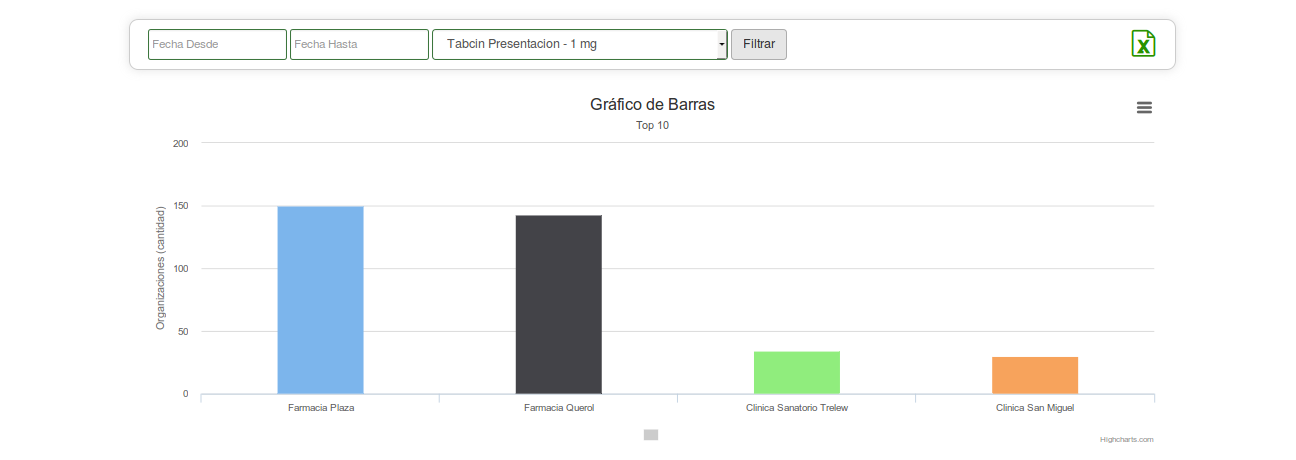 Fecha Desde
Fecha Hasta
Tabcin Presentacion - 1 mg
Filtrar
X
Gráfico de Barras
Top 10
Organizaciones (cantidad)
200
150
100
50
0
Farmacia Plaza
Farmacia Querol
Clinica Sanatorio Trelew
Clinica San Miguel
Highcharts.com